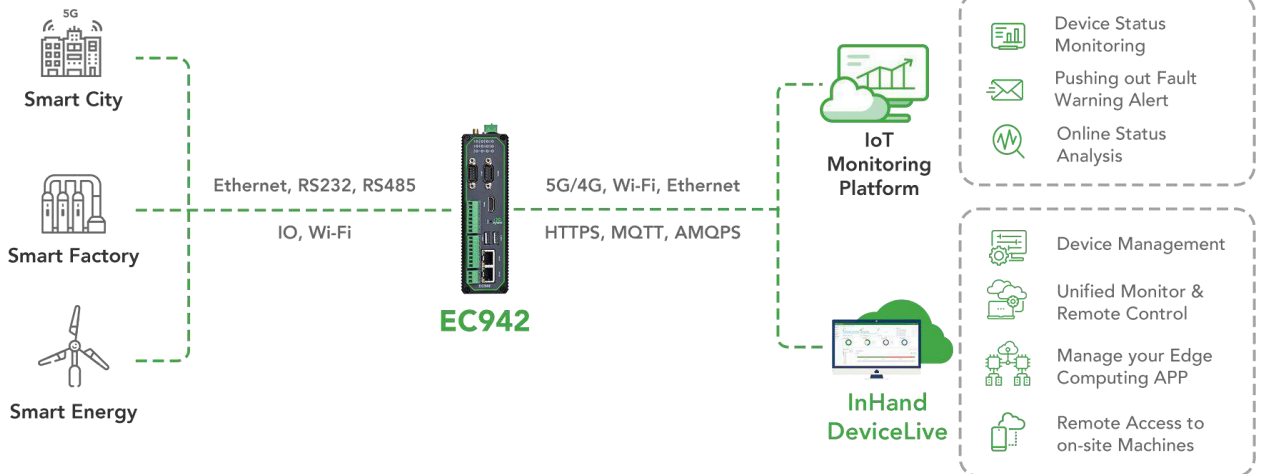 5G
Smart City
Smart Factory
Smart Energy
Ethernet, RS232, RS485
IO, Wi-Fi
EC942
5G/4G, Wi-Fi, Ethernet
HTTPS, MQTT, AMQPS
IoT
Monitoring
Platform
InHand
DeviceLive
Device Status
Monitoring
Pushing out Fault
Warning Alert
Online Status
Analysis
Device Management
Unified Monitor &
Remote Control
Manage your Edge
Computing APP
Remote Access to
on-site Machines